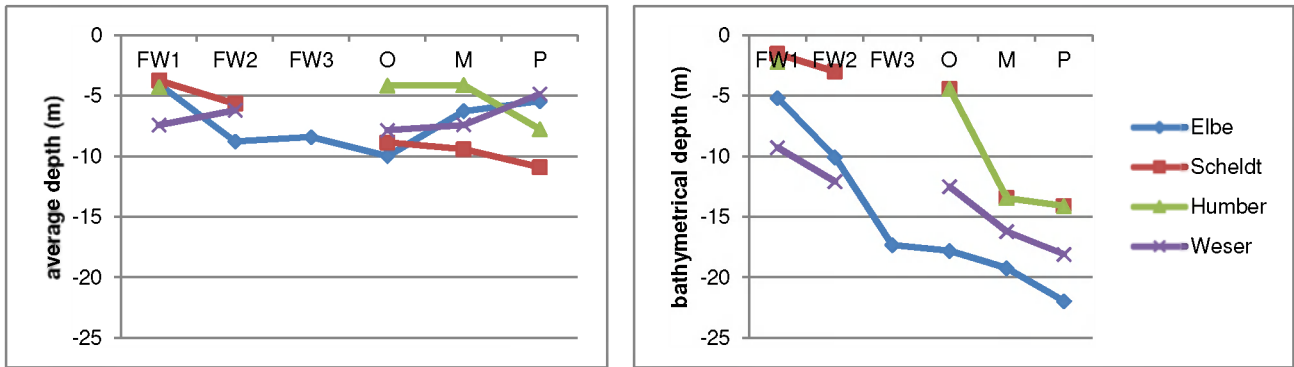 0
FW1 FW2 FW3 O M P
-5
-10
-15
-20
-25
average depth (m)
0
FW1 FW2 FW3 O M P
-5
-10
-15
-20
-25
bathymetrical depth (m)
Elbe
Scheldt
Humber
Weser